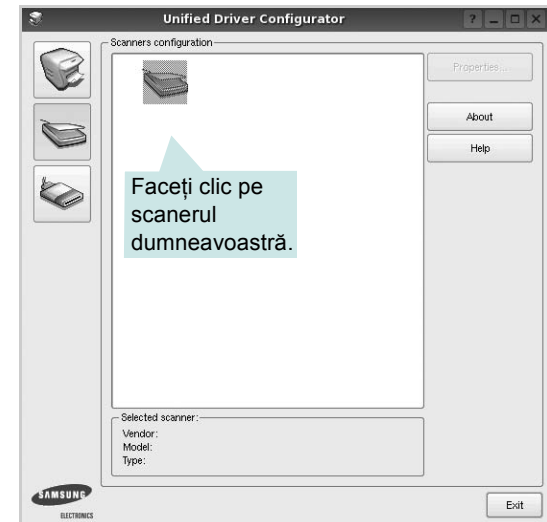 Unified Driver Configurator
Scanners configuration
Properties...
About
Help
Faceți clic pe
scanerul
dumneavoastră.
Selected scanner:
Vendor:
Model:
Type:
SAMSUNG
ELECTRONICS
Exit